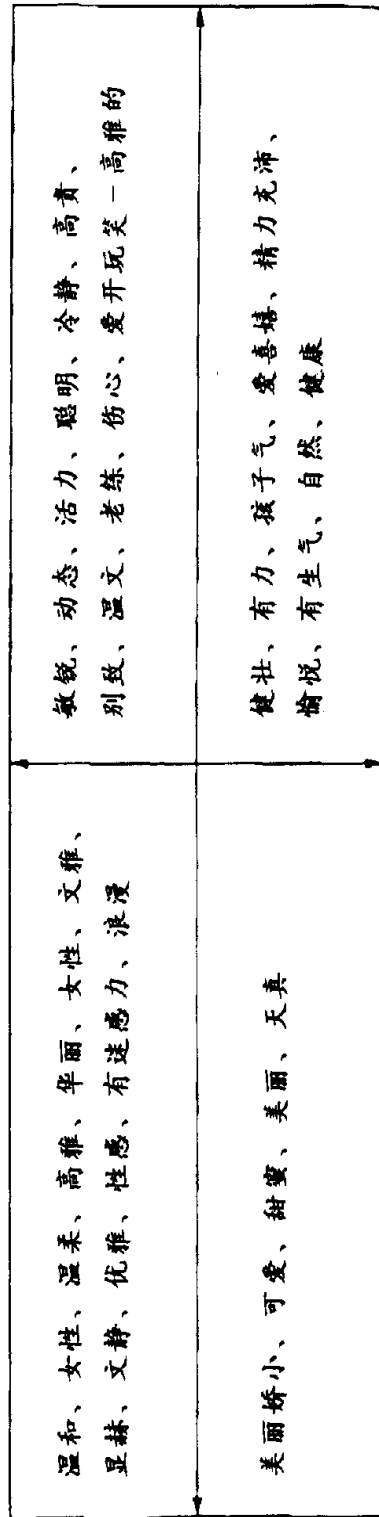 温和、女性、温柔、高雅、华丽、女性、文雅、
显赫、文静、优雅、性感、有迷惑力、浪漫
敏锐、动态、活力、聪明、冷静、高贵、
别致、温文、老练、伤心、爱开玩笑－高雅的
美丽娇小、可爱、甜蜜、美丽、天真
健壮、有力、孩子气、爱喜嬉、精力充沛、
愉悦、有生气、自然、健康